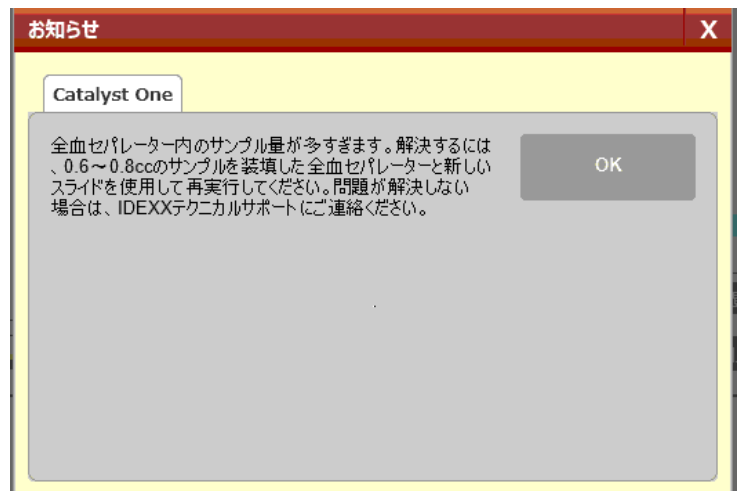 お知らせ
X
Catalyst One
全血セパレーター内のサンプル量が多すぎます。解決するには
、0.6～0.8ccのサンプルを装填した全血セパレーターと新しい
スライドを使用して再実行してください。問題が解決しない
場合は、IDEXXテクニカルサポートにご連絡ください。
OK